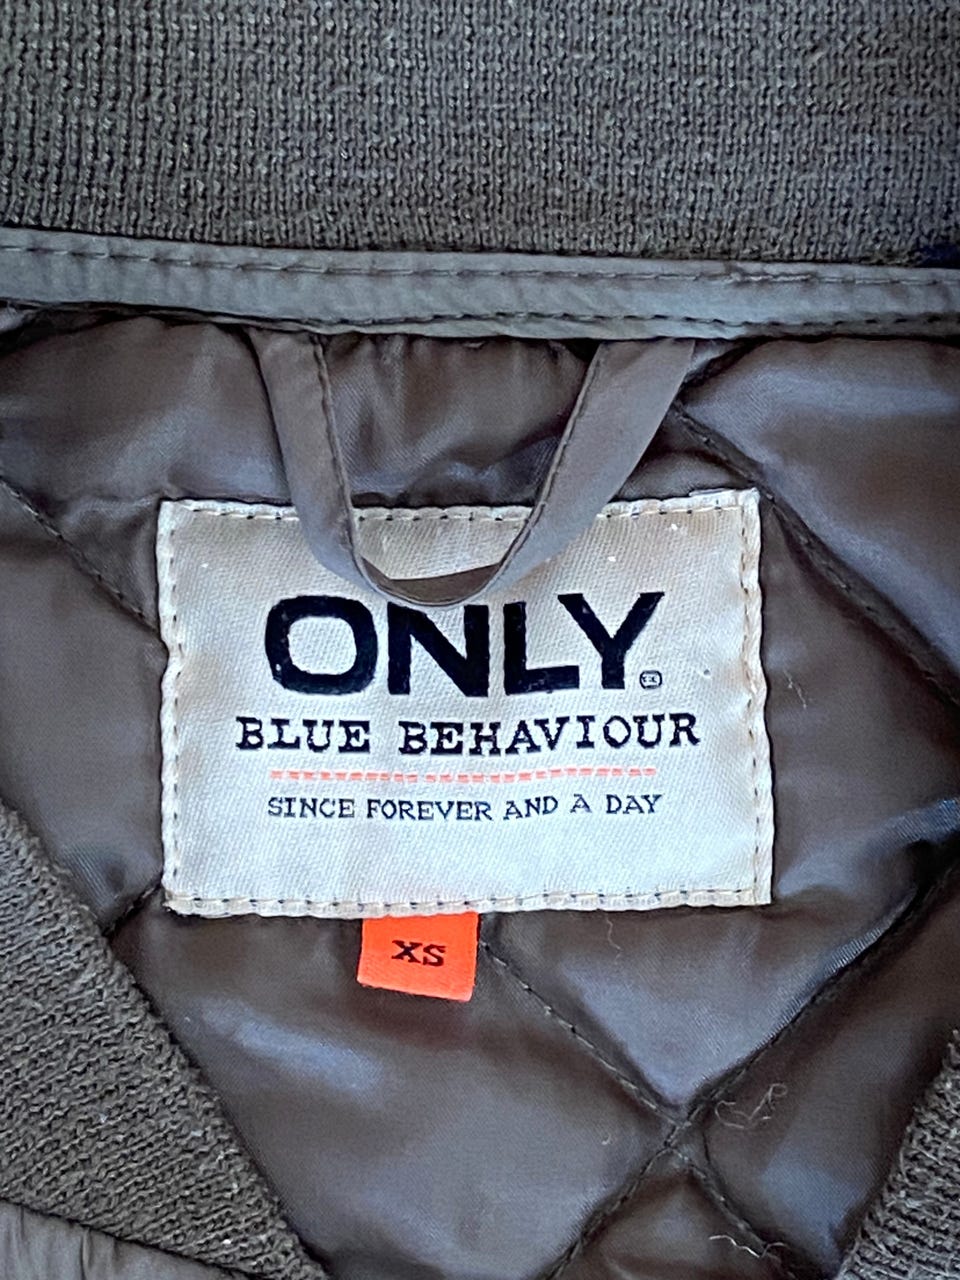 ONLY
BLUE BEHAVIOUR
SINCE FOREVER AND A DAY
XS